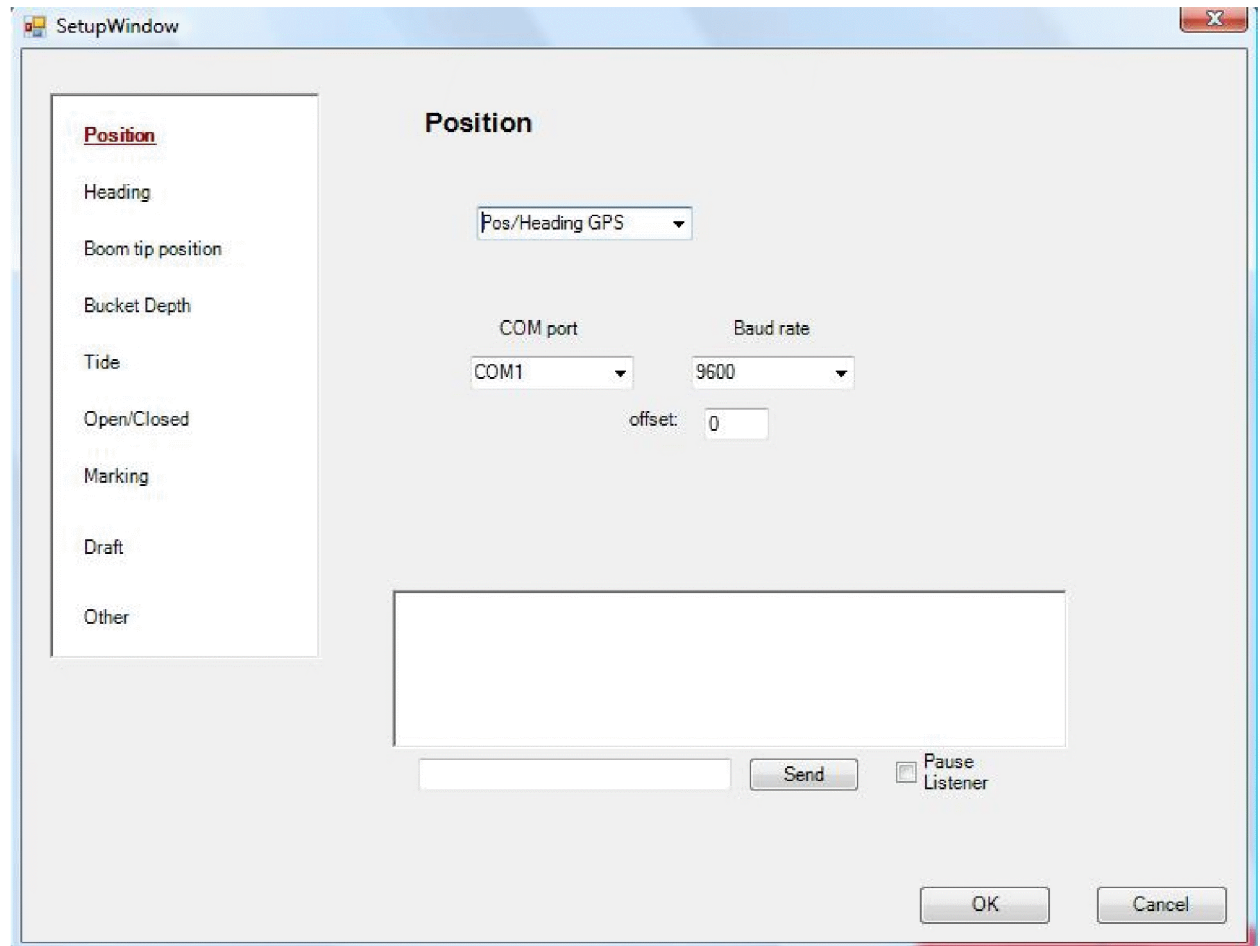 SetupWindow
Position
Heading
Boom tip position
Bucket Depth
Tide
Open/Closed
Marking
Draft
Other
Position
Pos/Heading GPS
COM port
Baud rate
COM1
9600
offset:
0
Send
Pause
Listener
OK
Cancel